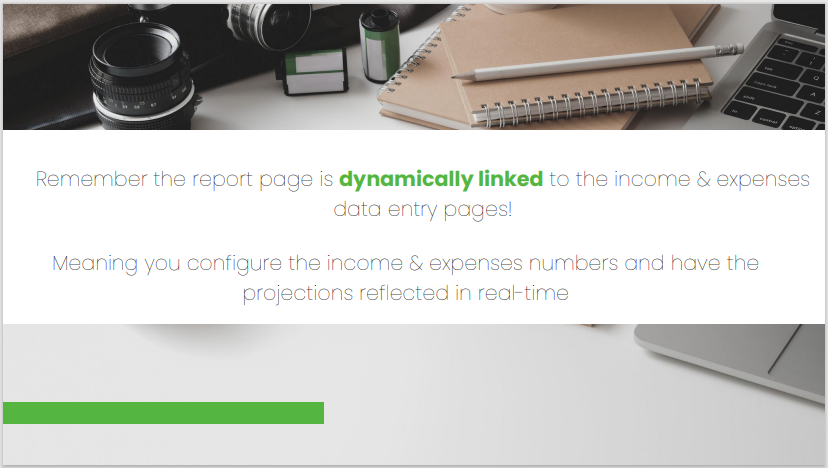 Remember the report page is dynamically linked to the income & expenses
data entry pages!
Meaning you configure the income & expenses numbers and have the
projections reflected in real-time